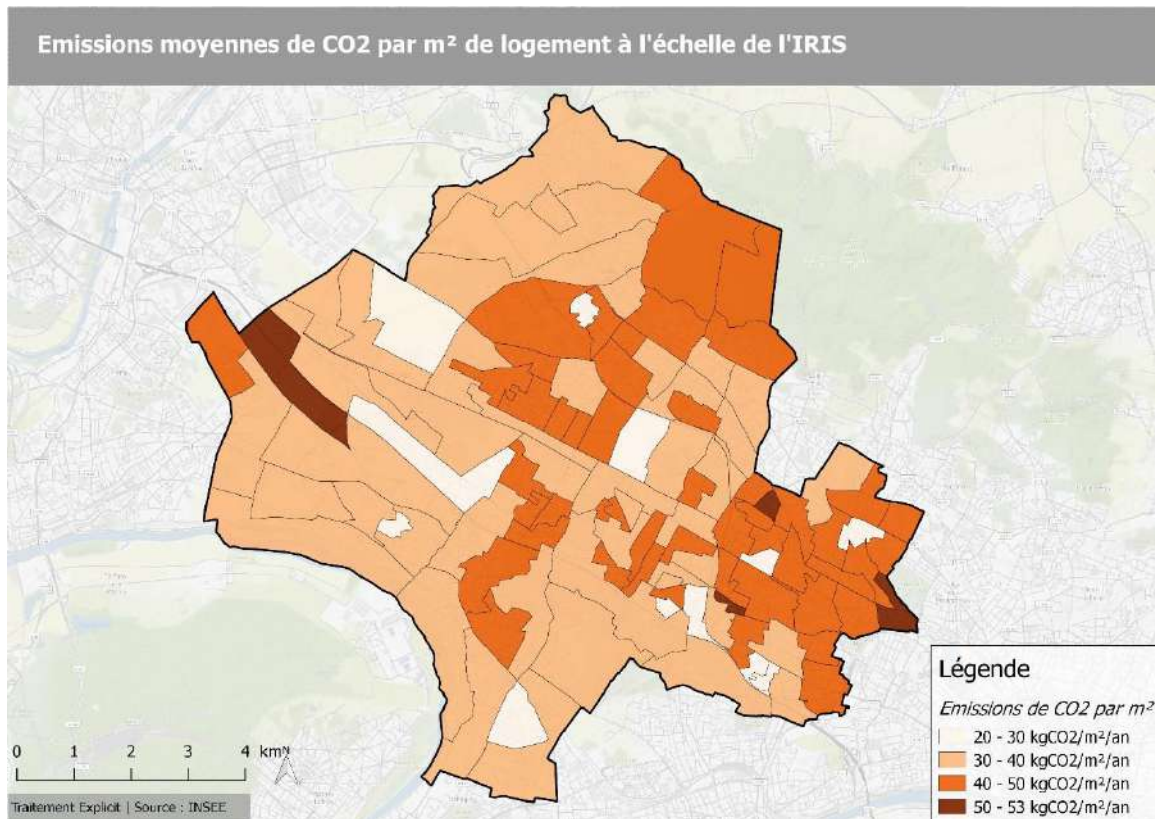 Emissions moyennes de CO2 par m² de logement à l'échelle de l'IRIS
Légende
Emissions de CO2 par m²
20 - 30 kgCO2/m²/an
30 - 40 kgCO2/m²/an
40 - 50 kgCO2/m²/an
50 - 53 kgCO2/m²/an
0 1 2 3 4 km
N
Traitement Explicit | Source : INSEE